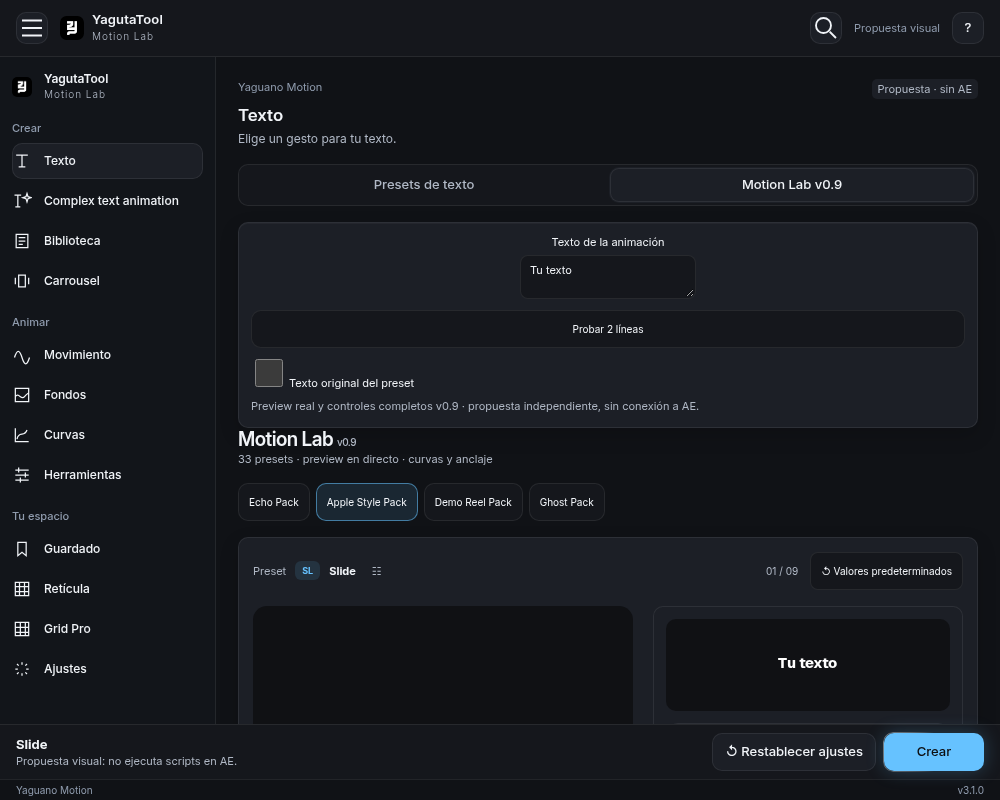 YagutaTool
Motion Lab
Propuesta visual
?
YagutaTool
Motion Lab
Crear
Texto
Complex text animation
Biblioteca
Carrousel
Animar
Movimiento
Fondos
Curvas
Herramientas
Tu espacio
Guardado
Retícula
Grid Pro
Ajustes
Yaguano Motion
Propuesta · sin AE
Texto
Elige un gesto para tu texto.
Presets de texto
Motion Lab v0.9
Texto de la animación
Tu texto
Probar 2 líneas
Texto original del preset
Preview real y controles completos v0.9 · propuesta independiente, sin conexión a AE.
Motion Lab v0.9
33 presets · preview en directo · curvas y anclaje
Echo Pack
Apple Style Pack
Demo Reel Pack
Ghost Pack
Preset SL Slide
01 / 09
Valores predeterminados
Tu texto
Slide
Propuesta visual: no ejecuta scripts en AE.
Restablecer ajustes
Crear
Yaguano Motion
v3.1.0